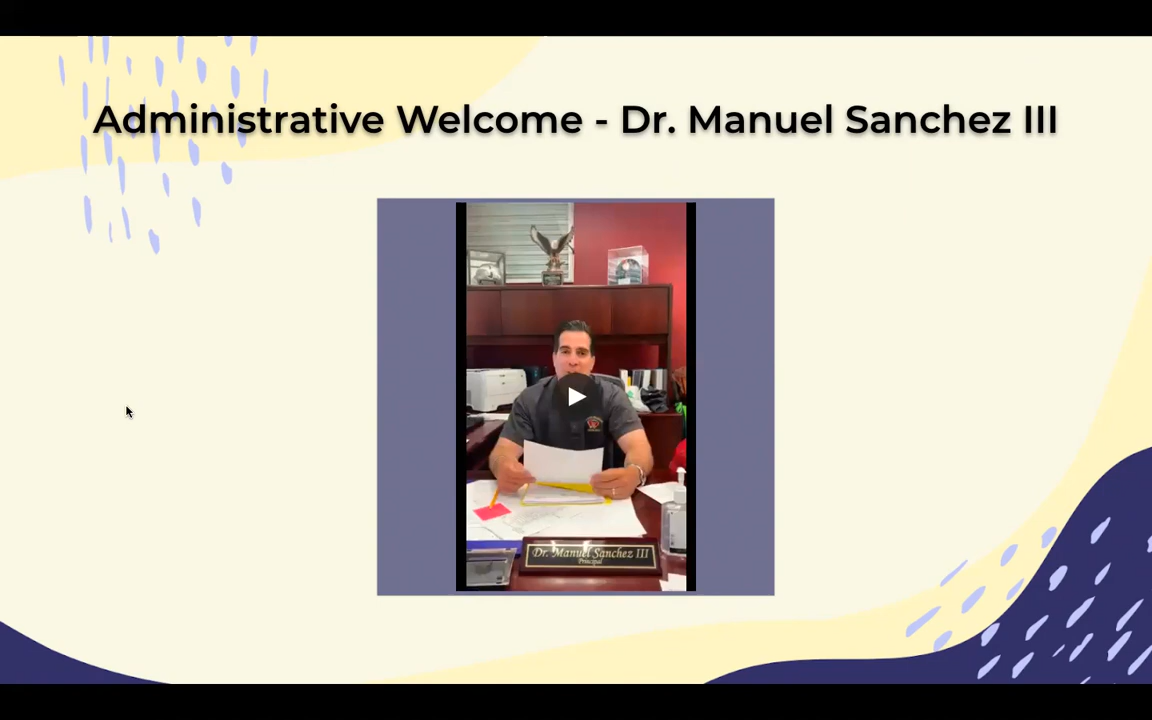 Administrative Welcome - Dr. Manuel Sanchez III
Dr. Manuel Sanchez III
Principal